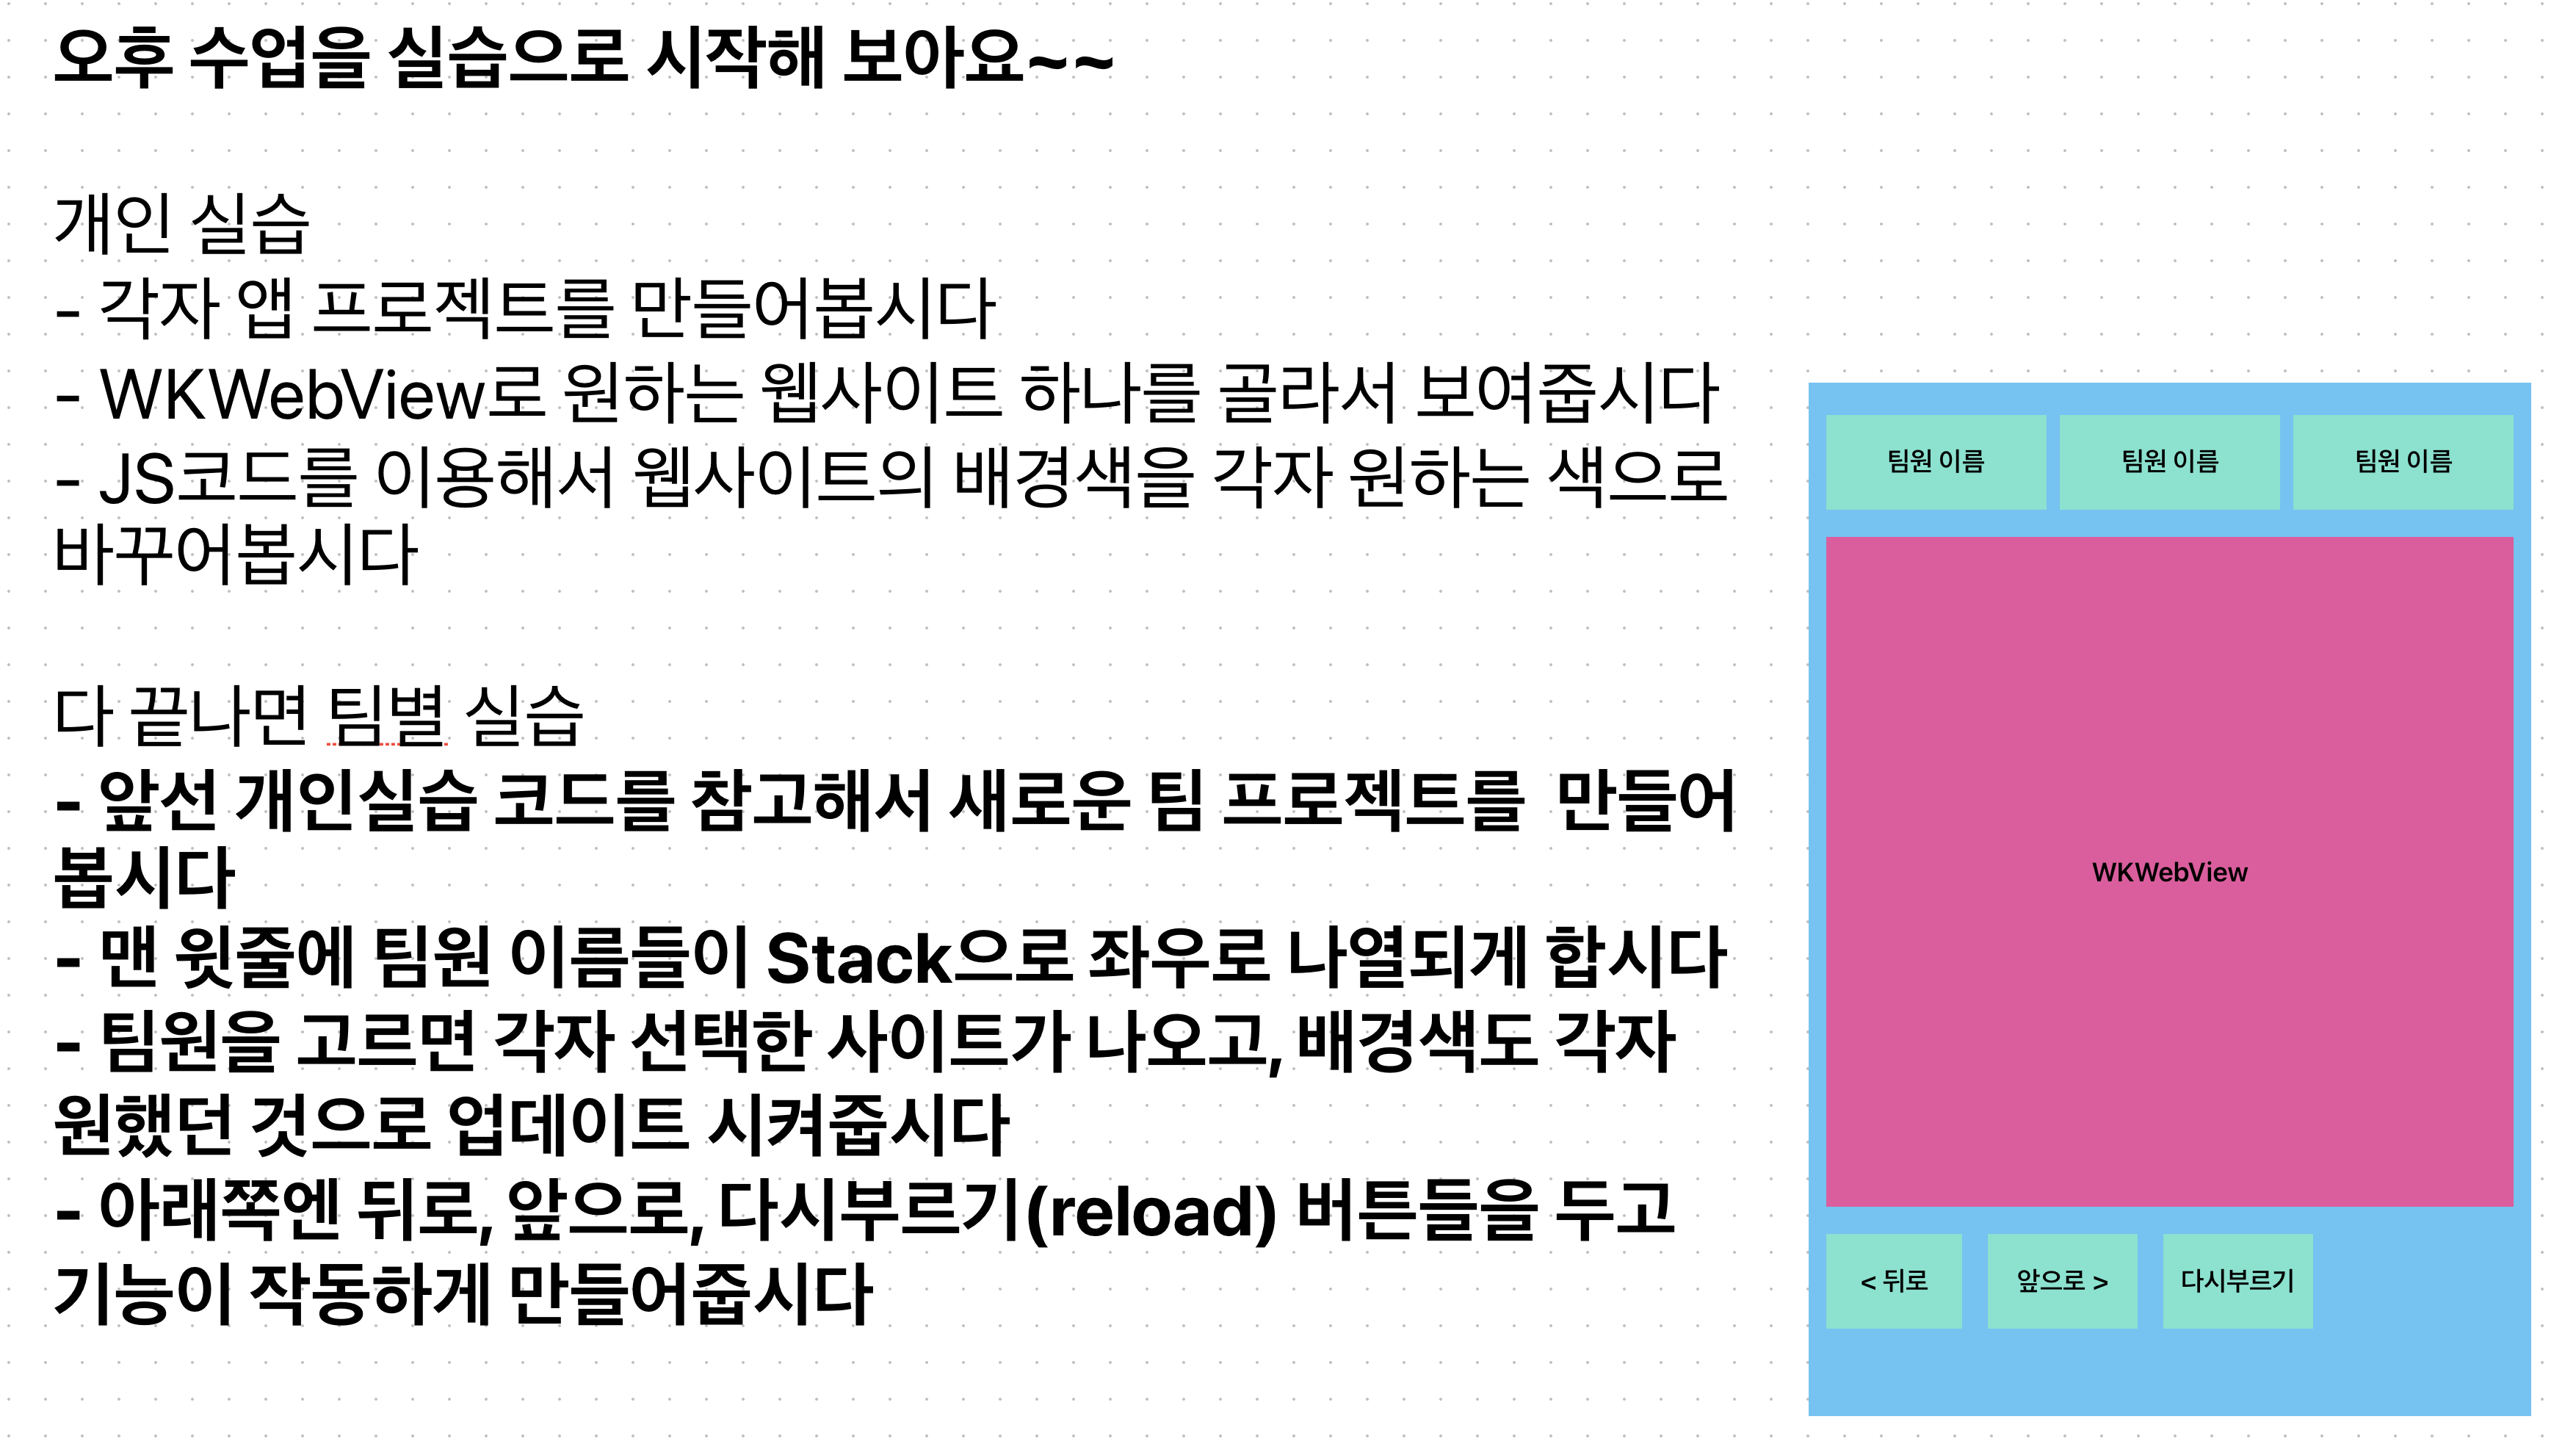 오후 수업을 실습으로 시작해 보아요~~
개인 실습
- 각자 앱 프로젝트를 만들어봅시다
- WKWebView로 원하는 웹사이트 하나를 골라서 보여줍시다
- JS코드를 이용해서 웹사이트의 배경색을 각자 원하는 색으로
바꾸어봅시다
다 끝나면 팀별 실습
- 앞선 개인실습 코드를 참고해서 새로운 팀 프로젝트를 만들어
봅시다
- 맨 윗줄에 팀원 이름들이 Stack으로 좌우로 나열되게 합시다
- 팀원을 고르면 각자 선택한 사이트가 나오고, 배경색도 각자
원했던 것으로 업데이트 시켜줍시다
- 아래쪽엔 뒤로, 앞으로, 다시부르기(reload) 버튼들을 두고
기능이 작동하게 만들어줍시다
팀원 이름 팀원 이름 팀원 이름
WKWebView
< 뒤로 앞으로 > 다시부르기